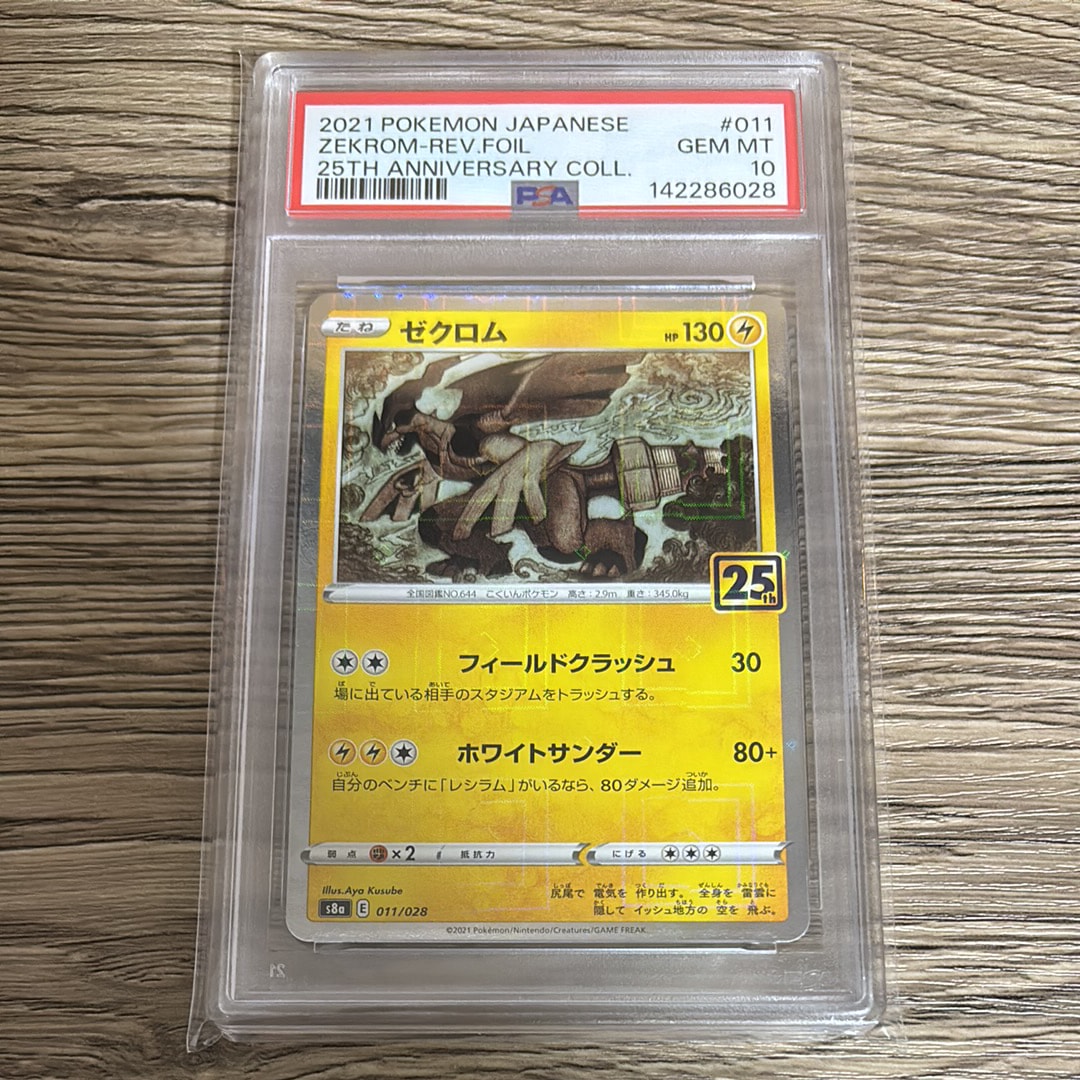 2021 POKEMON JAPANESE #011
ZEKROM-REV.FOIL GEM MT
25TH ANNIVERSARY COLL. 10
PSA 142286028
たね ゼクロム HP 130
全国図鑑NO.644 こくいんポケモン 高さ:2.9m 重さ:345.0kg
25th
フィールドクラッシュ 30
場に出ている相手のスタジアムをトラッシュする。
ホワイトサンダー 80+
自分のベンチに「レシラム」がいるなら、80ダメージ追加。
弱点 ×2 抵抗力 にげる
Illus.Aya Kusube
尻尾で 電気を 作り出す。 全身を 雷雲に
s8a E 011/028
隠して イッシュ地方の 空を 飛ぶ。
©2021 Pokémon/Nintendo/Creatures/GAME FREAK.